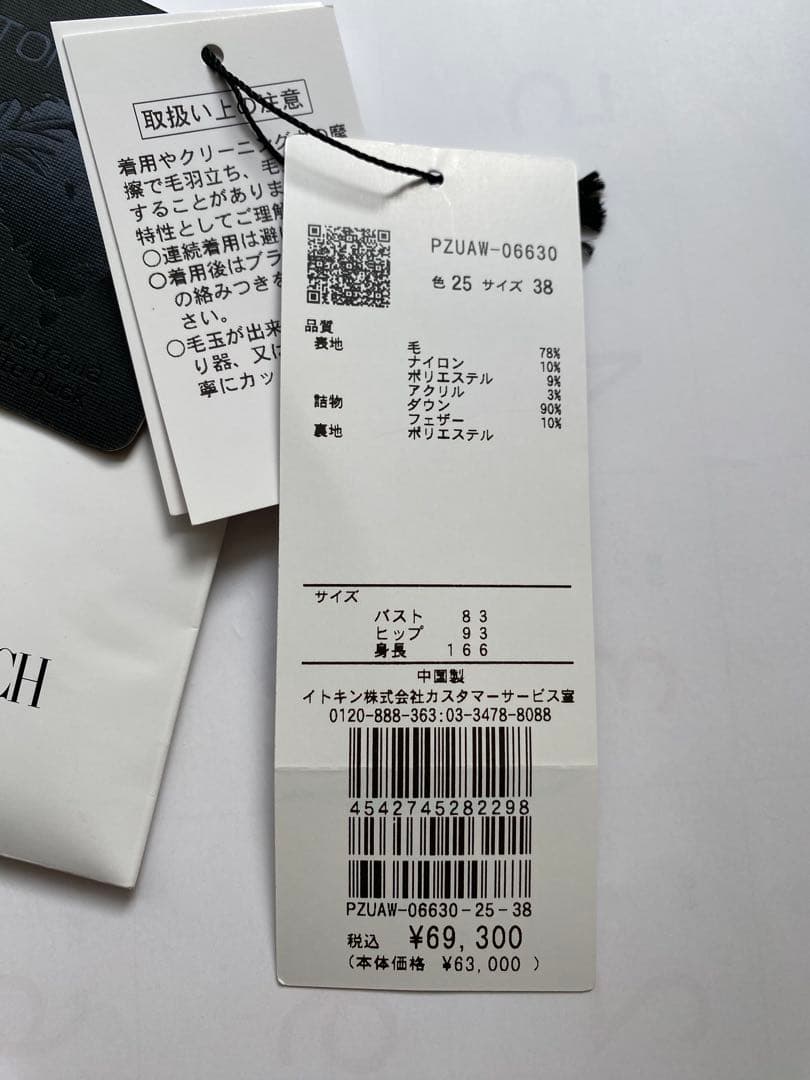 取扱い上の注意
着用やクリーニング
擦で毛羽立ち、毛
することがありま
特性としてご理解
○連続着用は避
○着用後はブラ
の絡みつきを
さい。
○毛玉が出来
り器、又は
寧にカッ
CH
PZUAW-06630
色 25 サイズ 38
品質
表地 毛 78%
ナイロン 10%
ポリエステル 9%
アクリル 3%
詰物 ダウン 90%
フェザー 10%
裏地 ポリエステル
サイズ
バスト 83
ヒップ 93
身長 166
中国製
イトキン株式会社カスタマーサービス室
0120-888-363:03-3478-8088
4542745282298
PZUAW-06630-25-38
税込 ¥69,300
(本体価格 ¥63,000 )